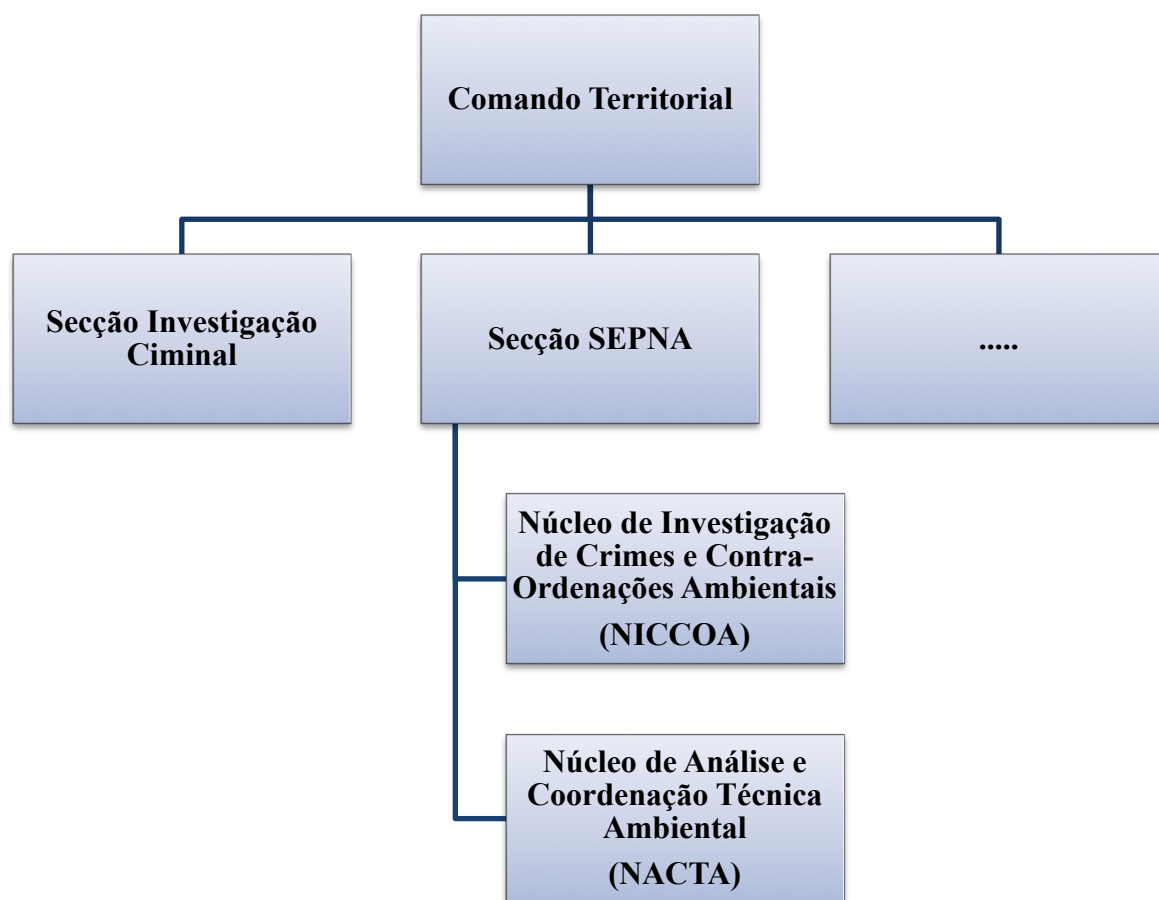 Comando Territorial
Secção Investigação
Ciminal
Secção SEPNA
.....
Núcleo de Investigação
de Crimes e Contra-
Ordenações Ambientais
(NICCOA)
Núcleo de Análise e
Coordenação Técnica
Ambiental
(NACTA)